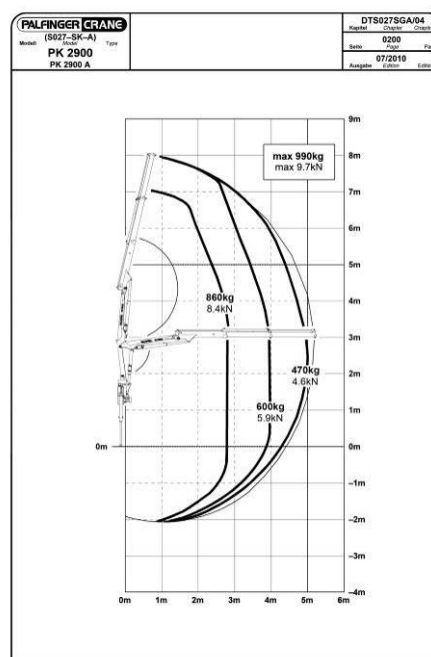 PALFINGER CRANE
(S027–SK–A)
Modell Model Type
PK 2900
PK 2900 A
DTS027SGA/04
Kapitel Chapter
0200
Seite Page
07/2010
Ausgabe Edition
9m
8m
max 990kg
max 9.7kN
7m
6m
5m
860kg
8.4kN
4m
3m
470kg
4.6kN
2m
600kg
5.9kN
1m
0m
0m
–1m
–2m
–3m
–4m
0m 1m 2m 3m 4m 5m 6m